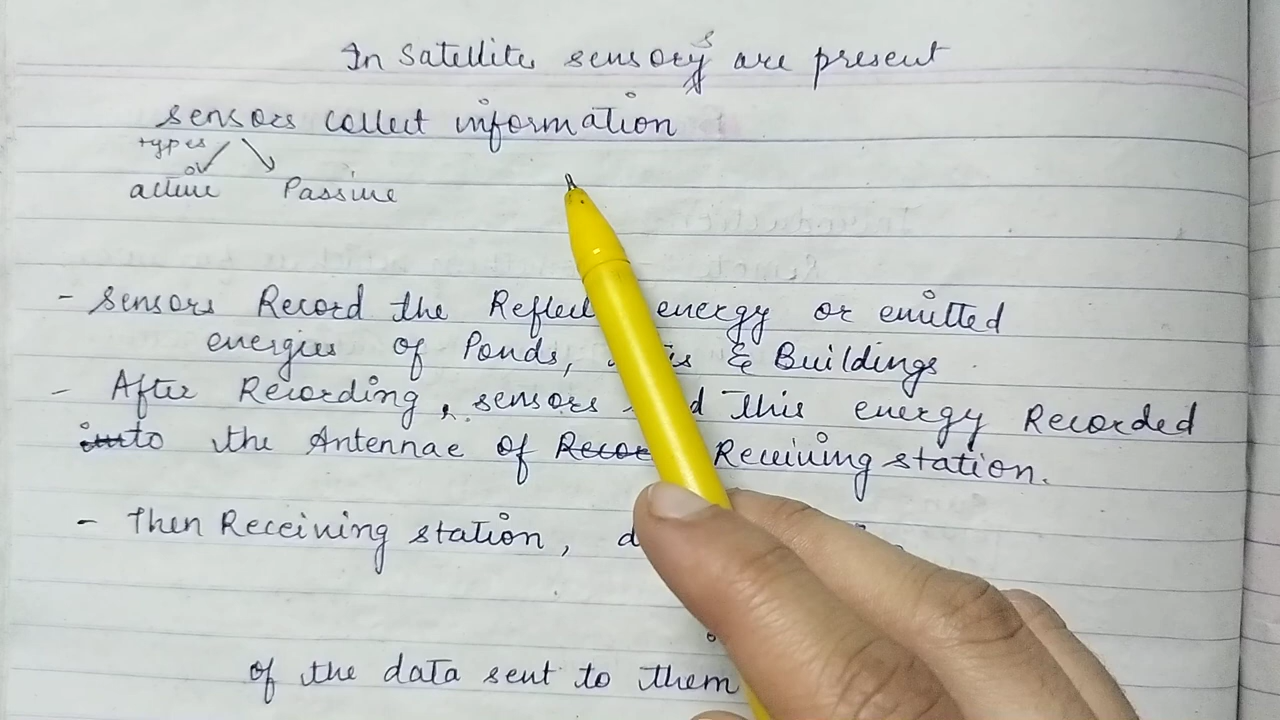 In Satellite sensors are present
sensors collect information
types
active Passive
- Sensors Record the energy or emitted
energies of Ponds, & Buildings
- After Recording, sensors This energy Recorded
to the Antennae of Receiving station.
- Then Receiving station,
of the data sent to them